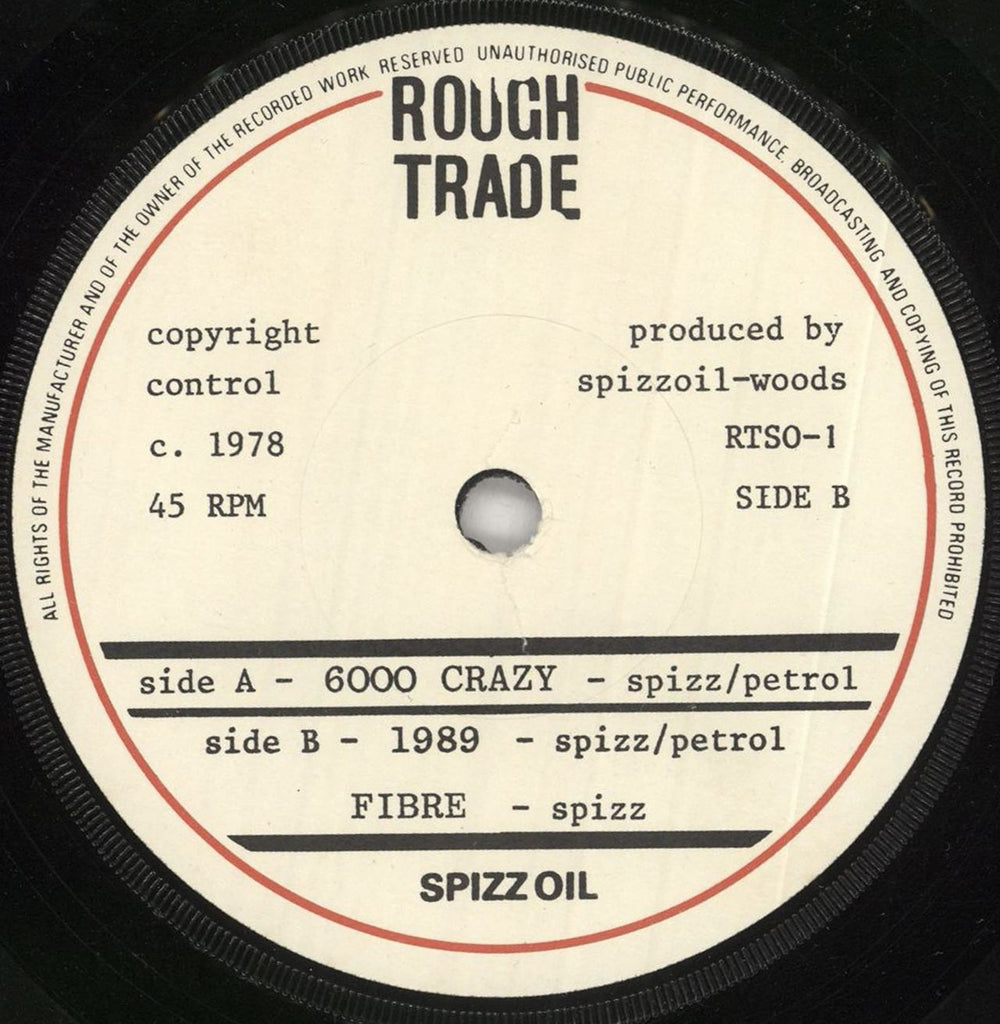 ALL RIGHTS OF THE MANUFACTURER AND OF THE OWNER OF THE RECORDED WORK RESERVED UNAUTHORISED PUBLIC PERFORMANCE, BROADCASTING AND COPYING OF THIS RECORD PROHIBITED
ROUGH
TRADE
copyright
control
c. 1978
45 RPM
produced by
spizzoil-woods
RTSO-1
SIDE B
side A - 6000 CRAZY - spizz/petrol
side B - 1989 - spizz/petrol
FIBRE - spizz
SPIZZ OIL